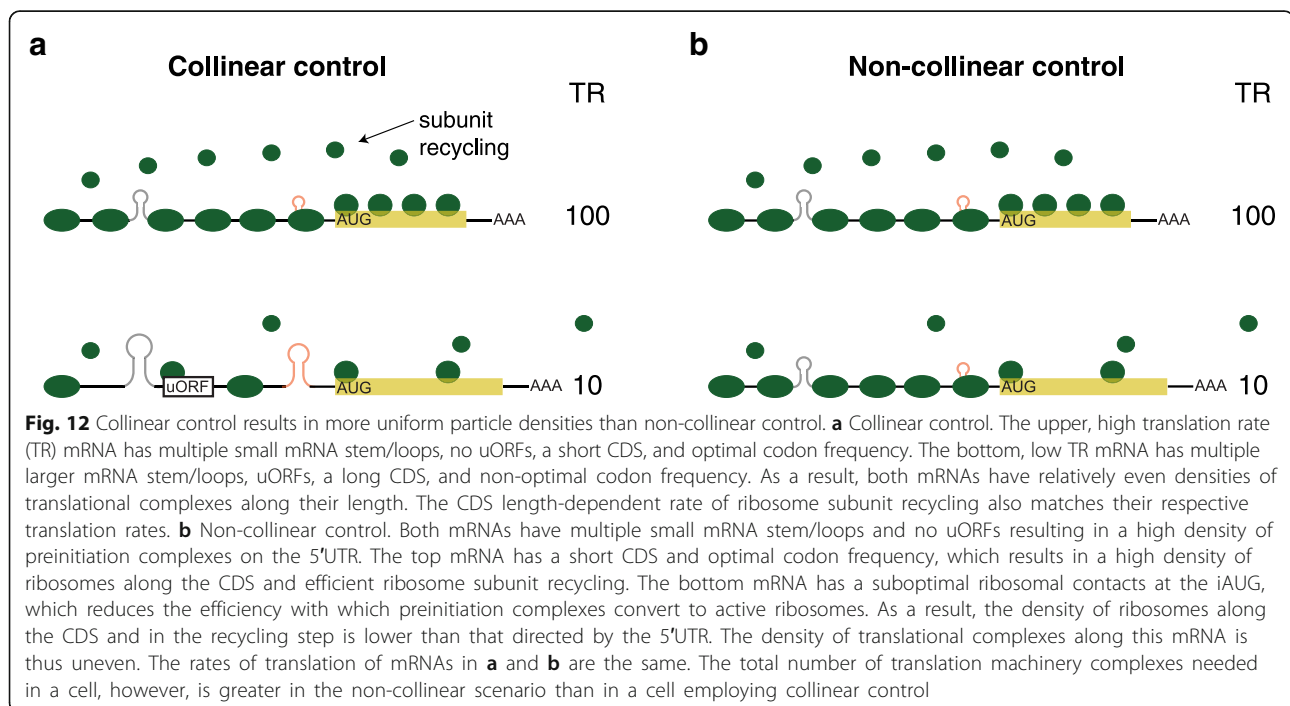 a
Collinear control
TR
subunit
recycling
AUG
AAA
100
uORF
AUG
AAA
10
b
Non-collinear control
TR
AUG
AAA
100
AUG
AAA
10
Fig. 12 Collinear control results in more uniform particle densities than non-collinear control. a Collinear control. The upper, high translation rate
(TR) mRNA has multiple small mRNA stem/loops, no uORFs, a short CDS, and optimal codon frequency. The bottom, low TR mRNA has multiple
larger mRNA stem/loops, uORFs, a long CDS, and non-optimal codon frequency. As a result, both mRNAs have relatively even densities of
translational complexes along their length. The CDS length-dependent rate of ribosome subunit recycling also matches their respective
translation rates. b Non-collinear control. Both mRNAs have multiple small mRNA stem/loops and no uORFs resulting in a high density of
preinitiation complexes on the 5′UTR. The top mRNA has a short CDS and optimal codon frequency, which results in a high density of
ribosomes along the CDS and efficient ribosome subunit recycling. The bottom mRNA has a suboptimal ribosomal contacts at the iAUG,
which reduces the efficiency with which preinitiation complexes convert to active ribosomes. As a result, the density of ribosomes along
the CDS and in the recycling step is lower than that directed by the 5′UTR. The density of translational complexes along this mRNA is
thus uneven. The rates of translation of mRNAs in a and b are the same. The total number of translation machinery complexes needed
in a cell, however, is greater in the non-collinear scenario than in a cell employing collinear control